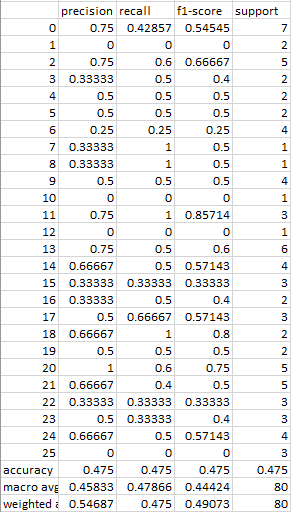 precision recall f1-score support
0 0.75 0.42857 0.54545 7
1 0 0 0 2
2 0.75 0.6 0.66667 5
3 0.33333 0.5 0.4 2
4 0.5 0.5 0.5 2
5 0.5 0.5 0.5 2
6 0.25 0.25 0.25 4
7 0.33333 1 0.5 1
8 0.33333 1 0.5 1
9 0.5 0.5 0.5 4
10 0 0 0 1
11 0.75 1 0.85714 3
12 0 0 0 1
13 0.75 0.5 0.6 6
14 0.66667 0.5 0.57143 4
15 0.33333 0.33333 0.33333 3
16 0.33333 0.5 0.4 2
17 0.5 0.66667 0.57143 3
18 0.66667 1 0.8 2
19 0.5 0.5 0.5 2
20 1 0.6 0.75 5
21 0.66667 0.4 0.5 5
22 0.33333 0.33333 0.33333 3
23 0.5 0.33333 0.4 3
24 0.66667 0.5 0.57143 4
25 0 0 0 3
accuracy 0.475 0.475 0.475 0.475
macro avg 0.45833 0.47866 0.44424 80
weighted a 0.54687 0.475 0.49073 80